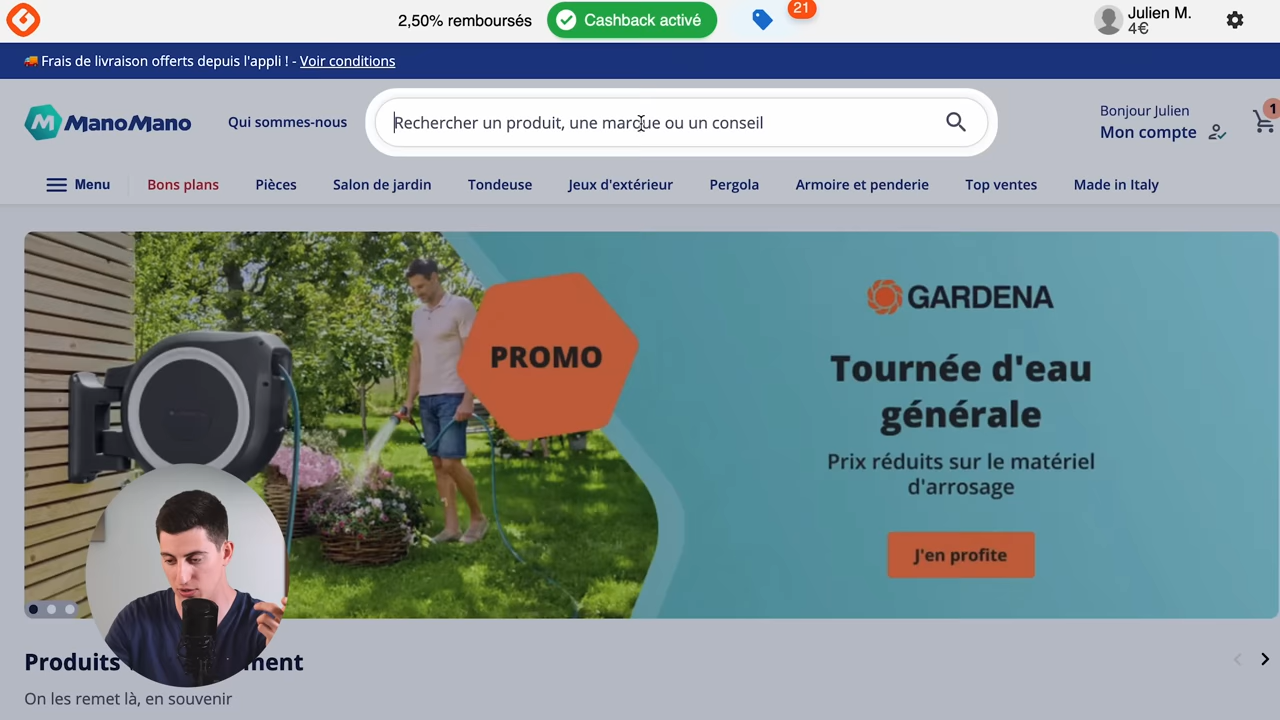 2,50% remboursés
Cashback activé
21
Julien M.
4€
🚚 Frais de livraison offerts depuis l'appli ! - Voir conditions
ManoMano
Qui sommes-nous
Rechercher un produit, une marque ou un conseil
Bonjour Julien
Mon compte
1
Menu
Bons plans
Pièces
Salon de jardin
Tondeuse
Jeux d'extérieur
Pergola
Armoire et penderie
Top ventes
Made in Italy
PROMO
GARDENA
Tournée d'eau
générale
Prix réduits sur le matériel
d'arrosage
J'en profite
Produits
On les remet là, en souvenir